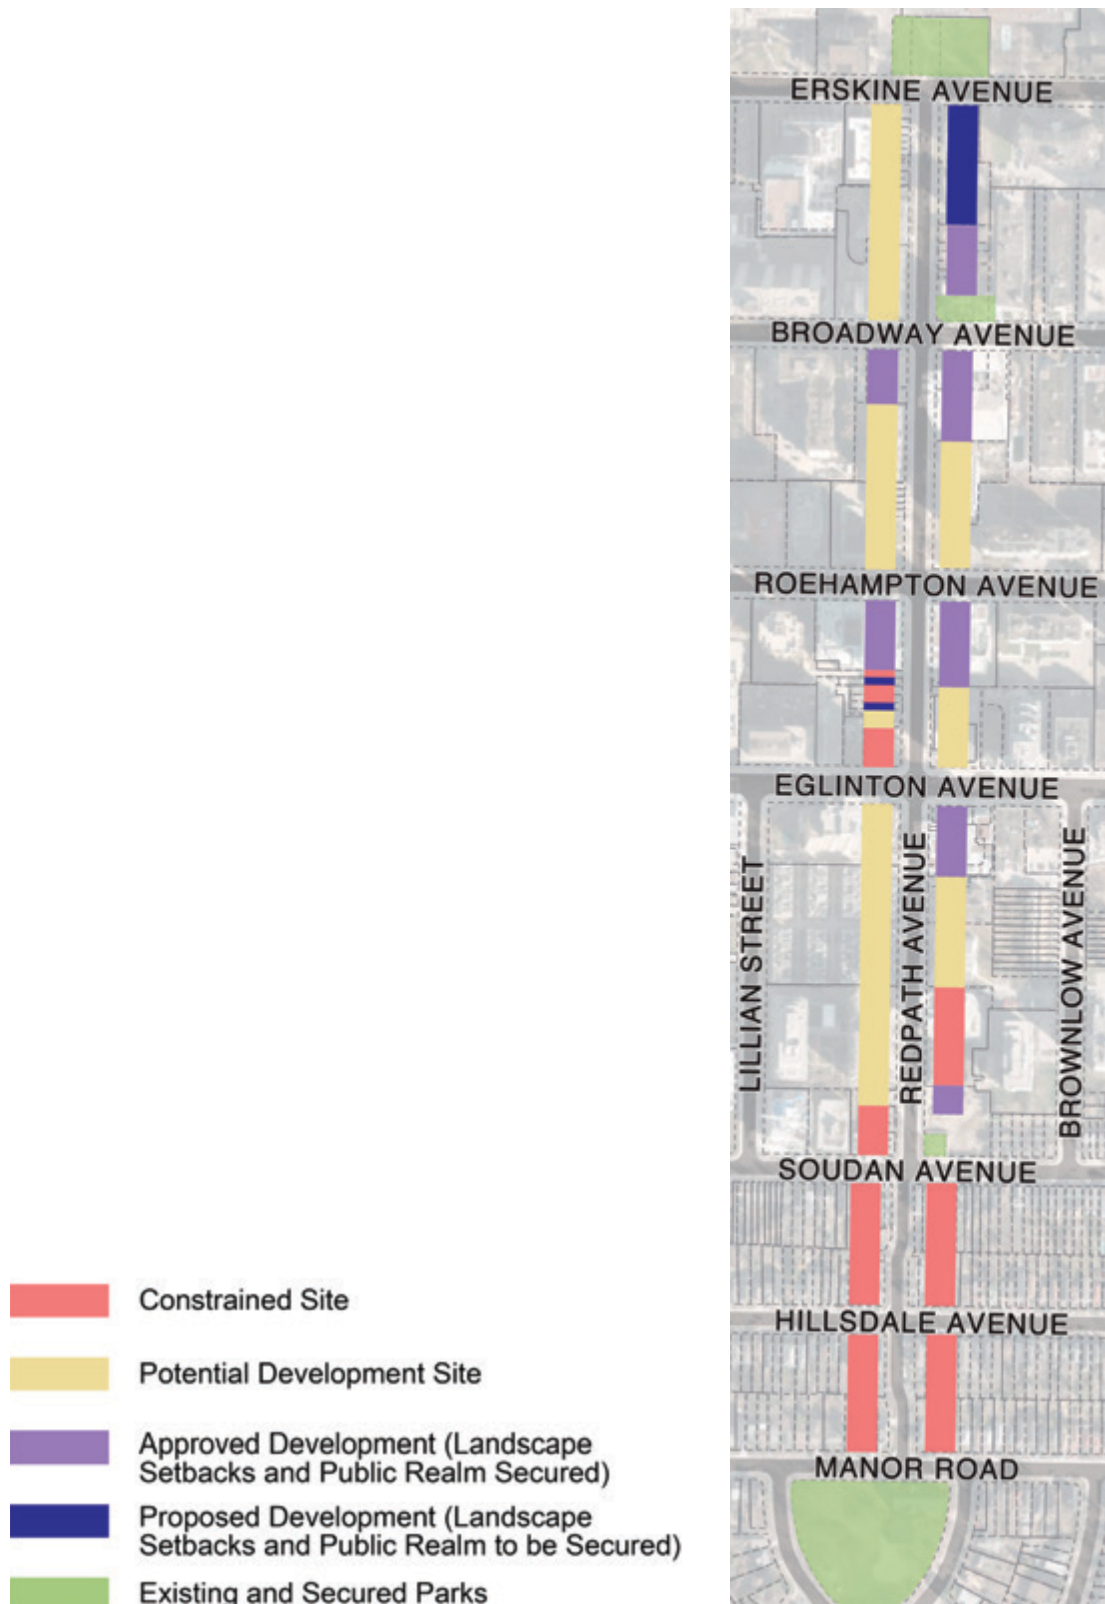 ERSKINE AVENUE
BROADWAY AVENUE
ROEHAMPTON AVENUE
EGLINTON AVENUE
LILLIAN STREET
REDPATH AVENUE
BROWNLOW AVENUE
SOUDAN AVENUE
HILLSDALE AVENUE
MANOR ROAD
Constrained Site
Potential Development Site
Approved Development (Landscape
Setbacks and Public Realm Secured)
Proposed Development (Landscape
Setbacks and Public Realm to be Secured)
Existing and Secured Parks